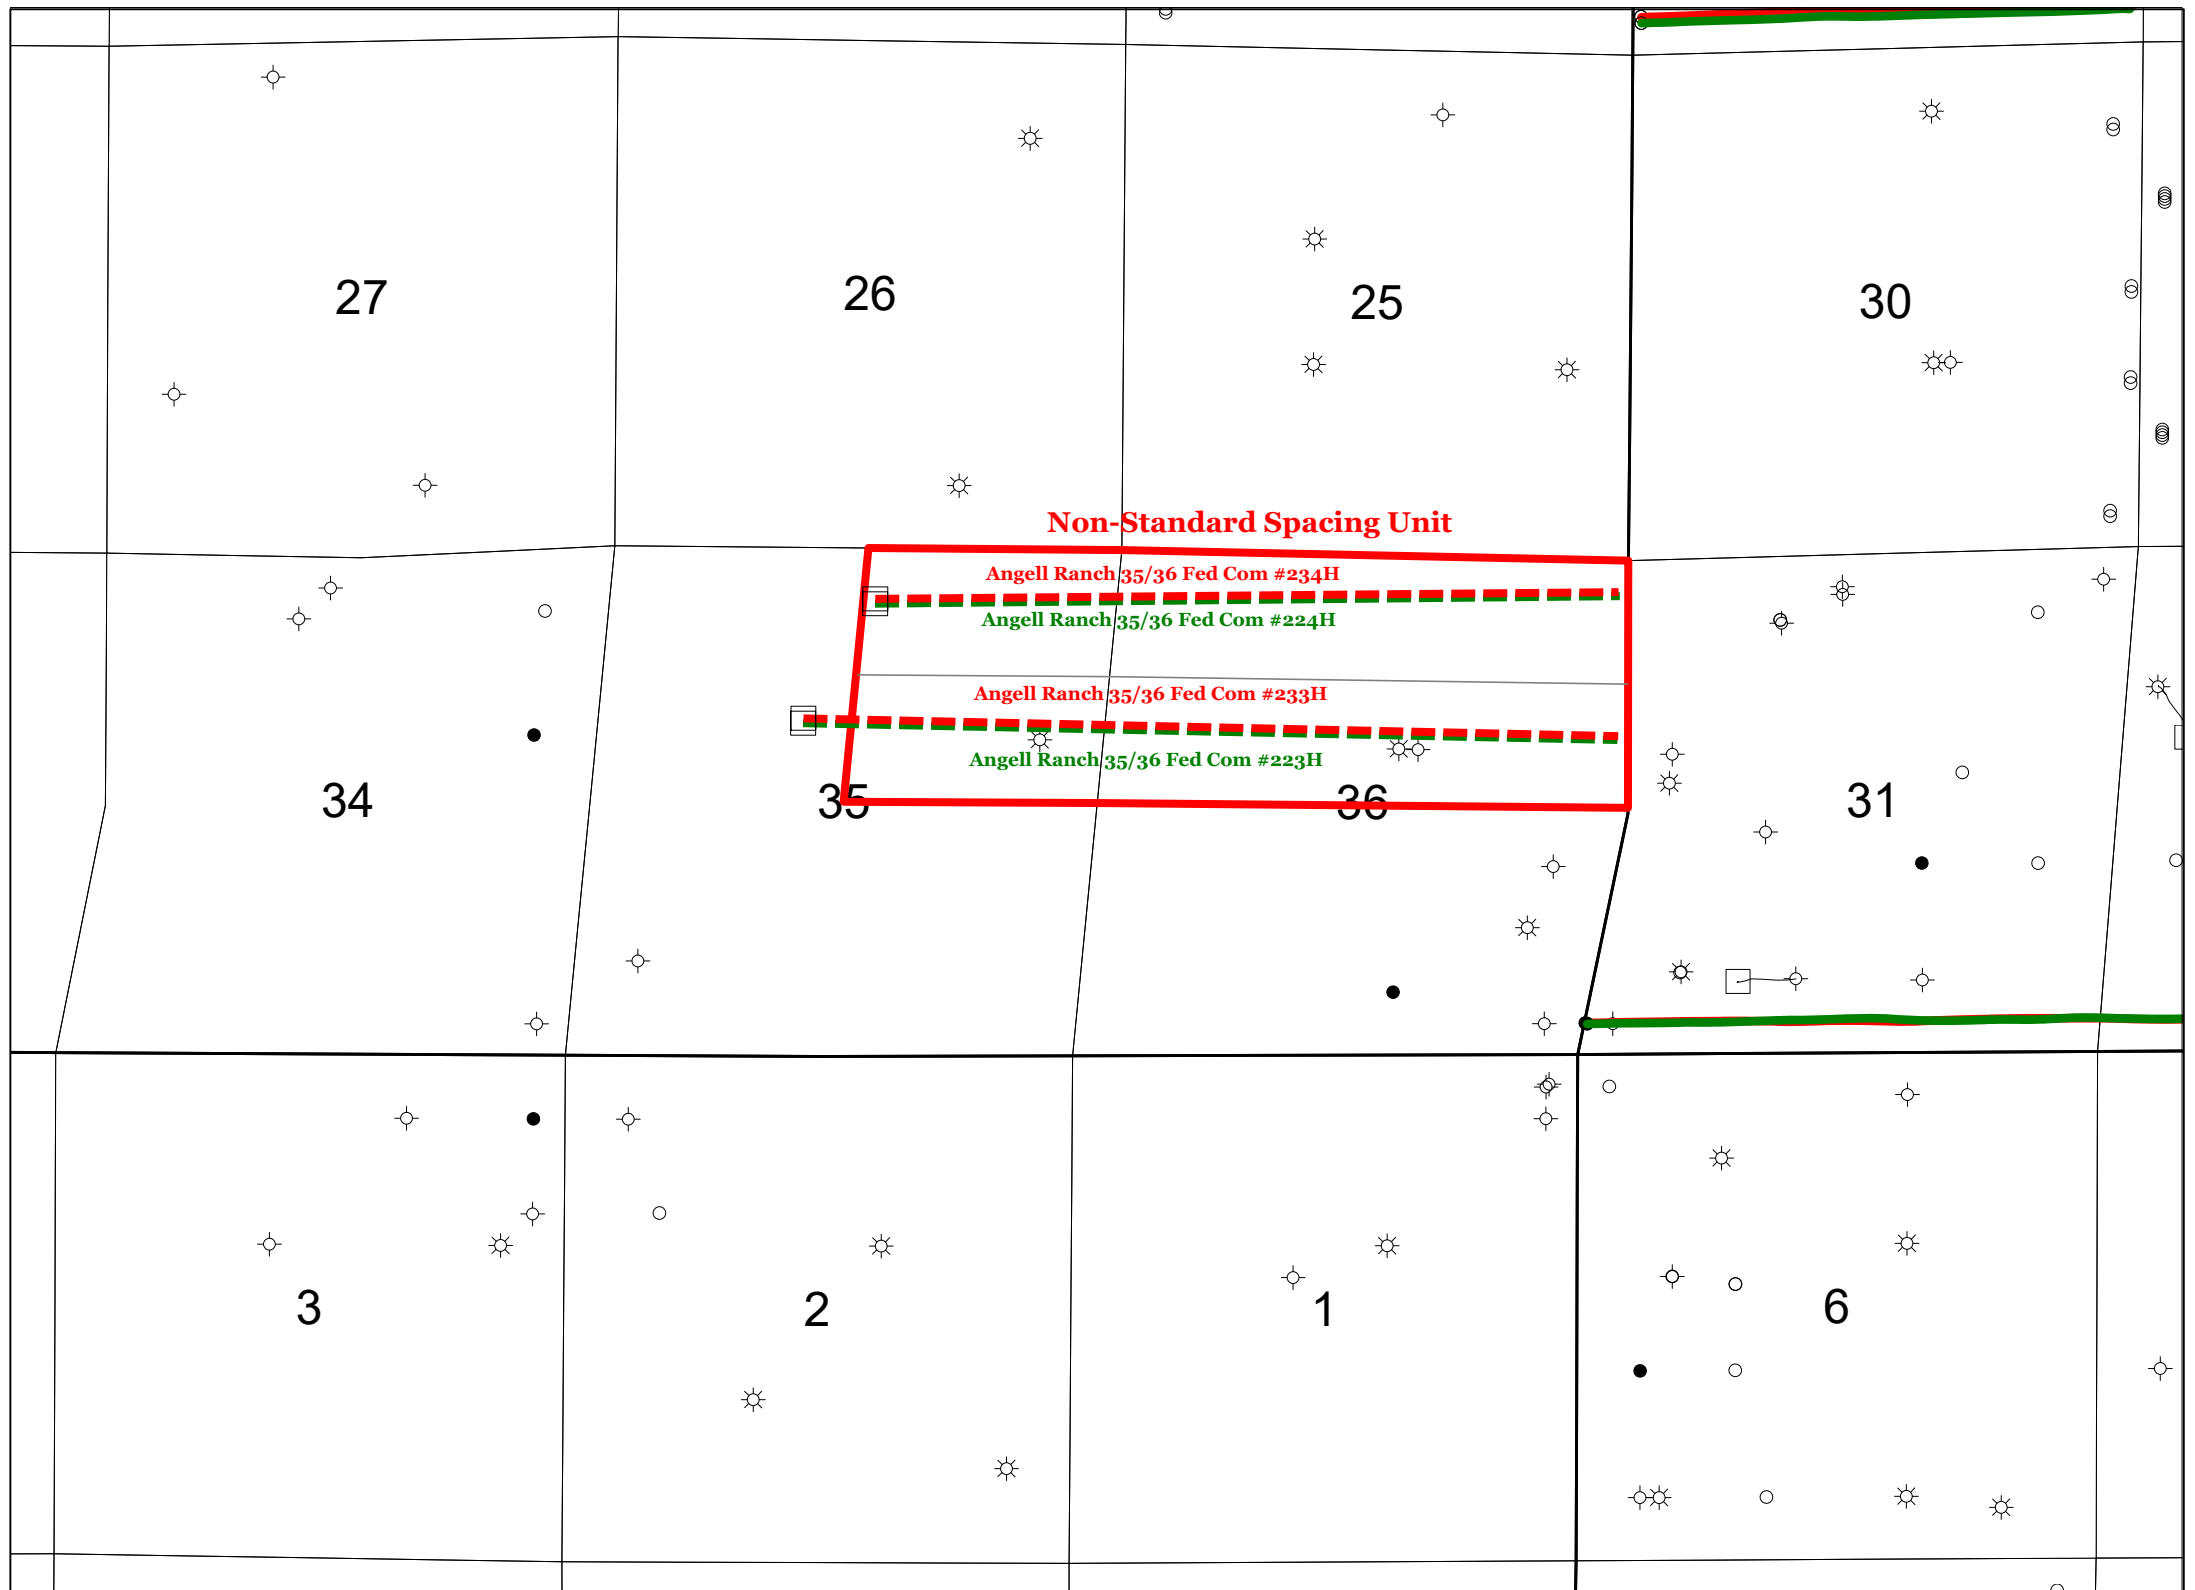 27
26
25
30
Non-Standard Spacing Unit
Angell Ranch 35/36 Fed Com #234H
Angell Ranch 35/36 Fed Com #224H
Angell Ranch 35/36 Fed Com #233H
Angell Ranch 35/36 Fed Com #223H
34
35
36
31
3
2
1
6